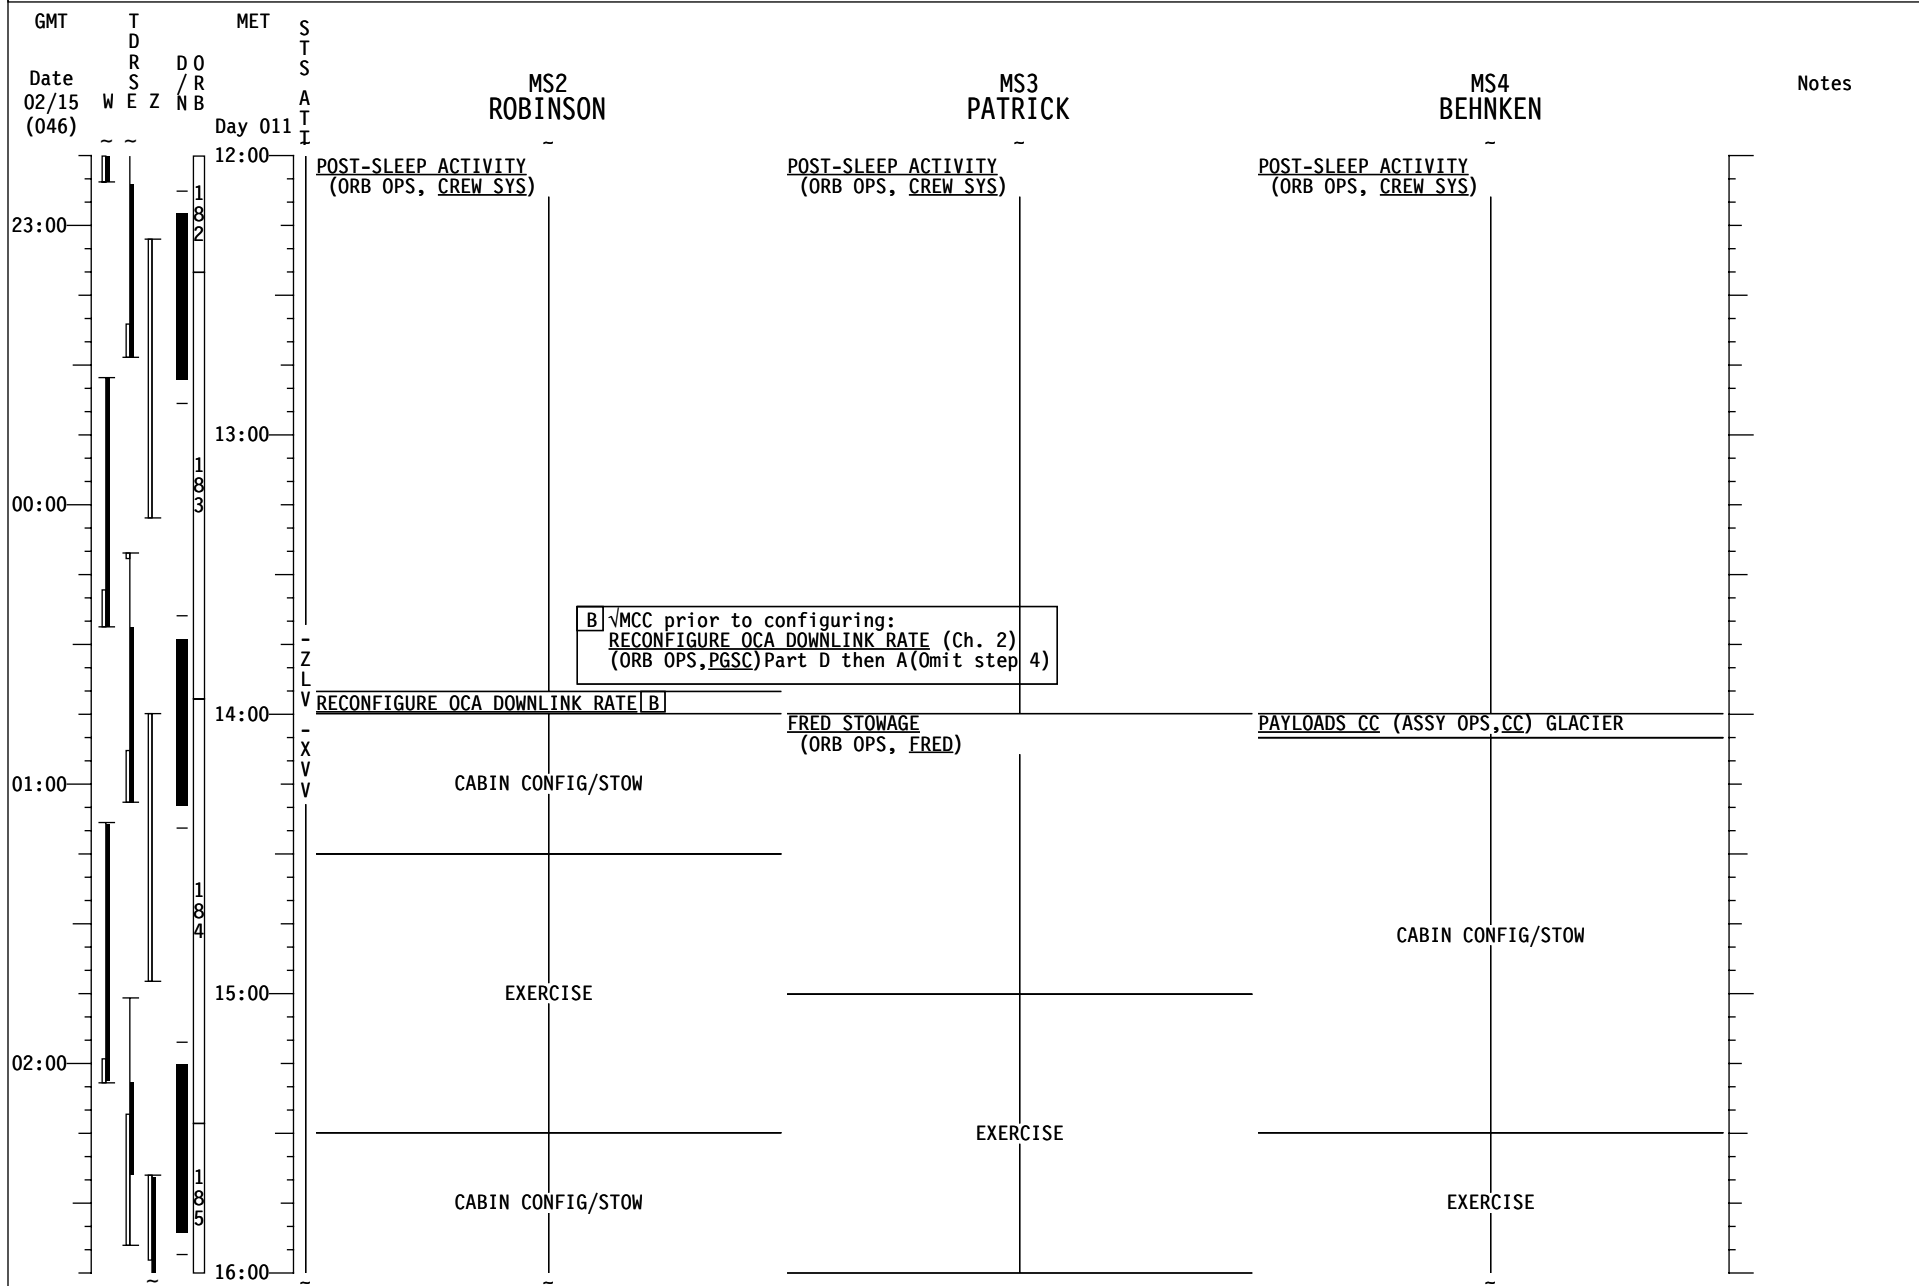 GMT
TDRS
MET
STS ATT
Date
02/15
(046)
W E Z
D/N
ORB
Day 011
MS2
ROBINSON
MS3
PATRICK
MS4
BEHNKEN
Notes
~ ~ ~ ~ ~
12:00
POST-SLEEP ACTIVITY
(ORB OPS, CREW SYS)
POST-SLEEP ACTIVITY
(ORB OPS, CREW SYS)
POST-SLEEP ACTIVITY
(ORB OPS, CREW SYS)
182
23:00
13:00
183
00:00
B √MCC prior to configuring:
RECONFIGURE OCA DOWNLINK RATE (Ch. 2)
(ORB OPS,PGSC)Part D then A(Omit step 4)
-ZLV
-XVV
RECONFIGURE OCA DOWNLINK RATE B
14:00
FRED STOWAGE
(ORB OPS, FRED)
PAYLOADS CC (ASSY OPS,CC) GLACIER
01:00
CABIN CONFIG/STOW
184
CABIN CONFIG/STOW
15:00
EXERCISE
02:00
EXERCISE
185
CABIN CONFIG/STOW
EXERCISE
16:00
~ ~ ~ ~